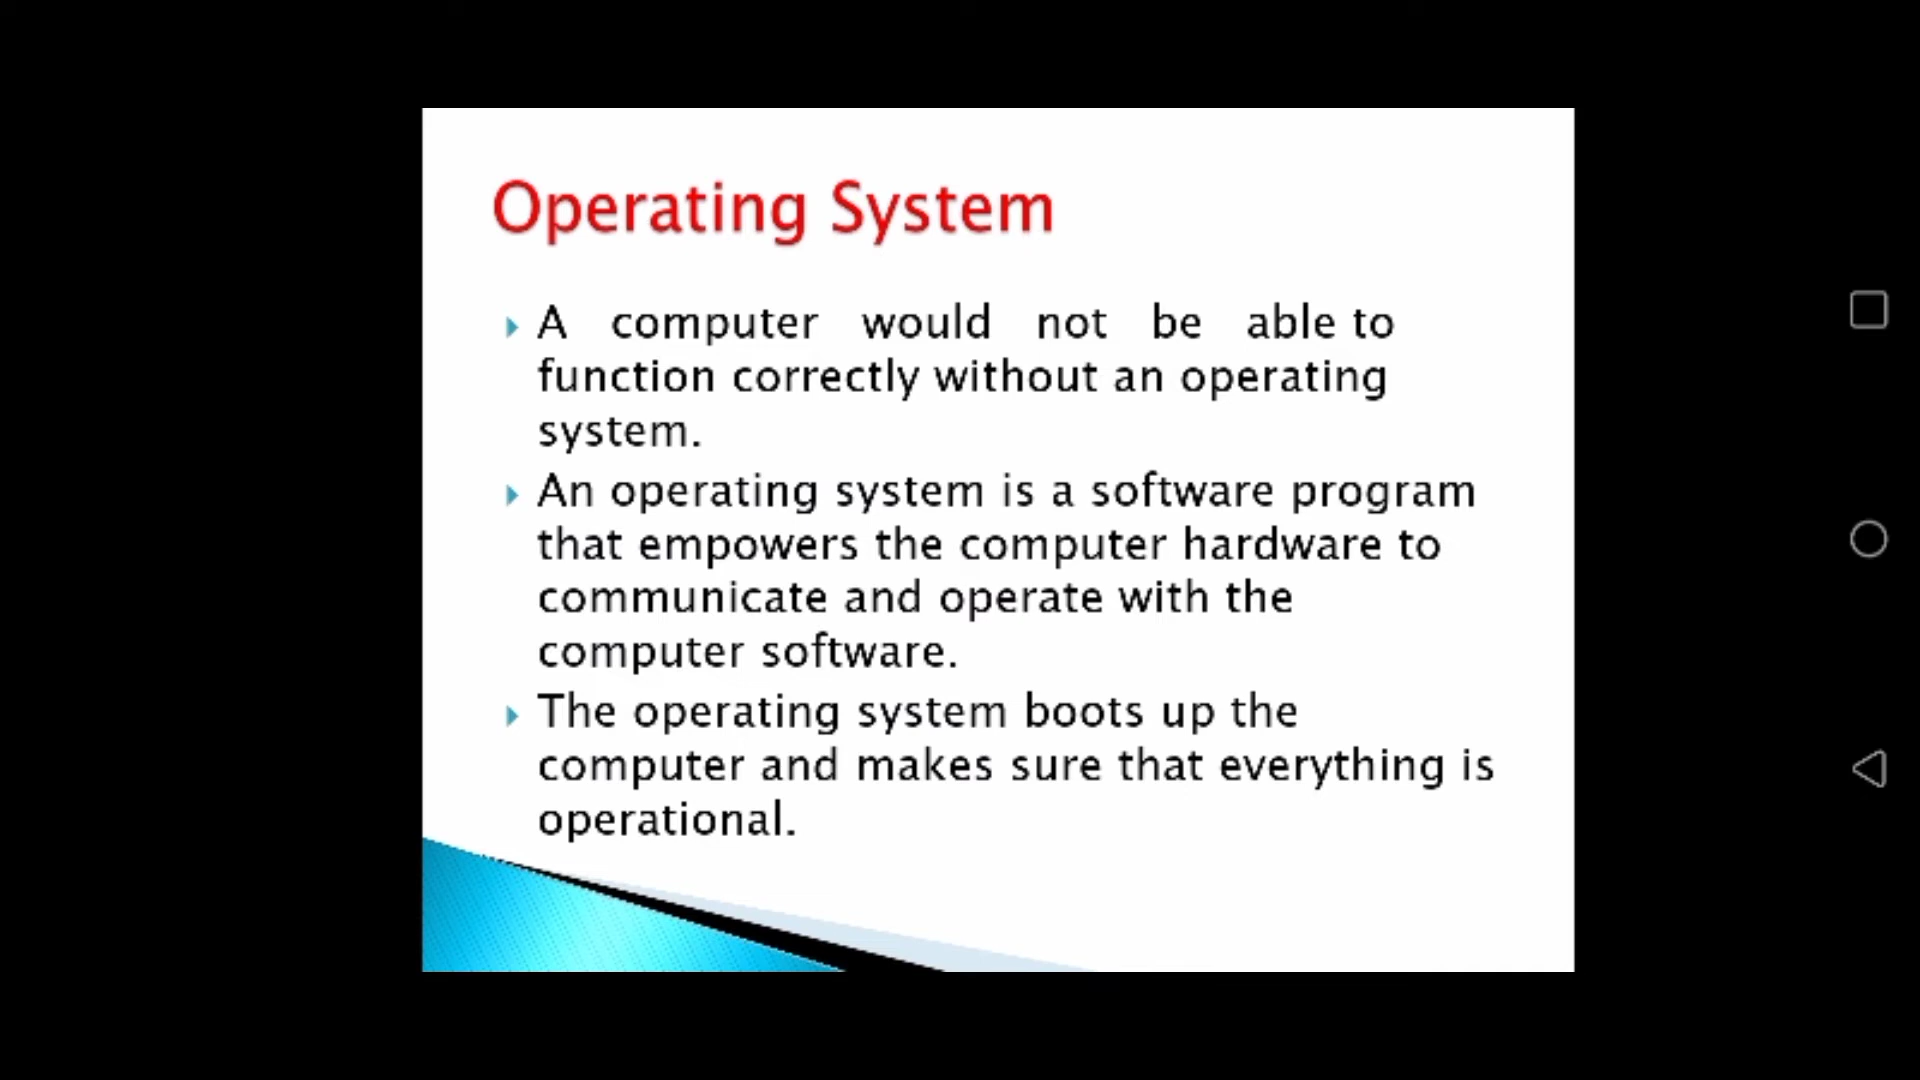 Operating System
A computer would not be able to
function correctly without an operating
system.
An operating system is a software program
that empowers the computer hardware to
communicate and operate with the
computer software.
The operating system boots up the
computer and makes sure that everything is
operational.